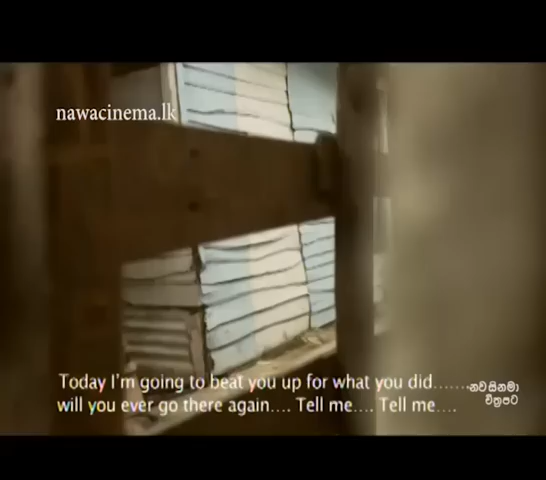 nawacinema.lk
Today I'm going to beat you up for what you did.......
will you ever go there again.... Tell me.... Tell me....
නව සිනමා
චිත්‍රපට